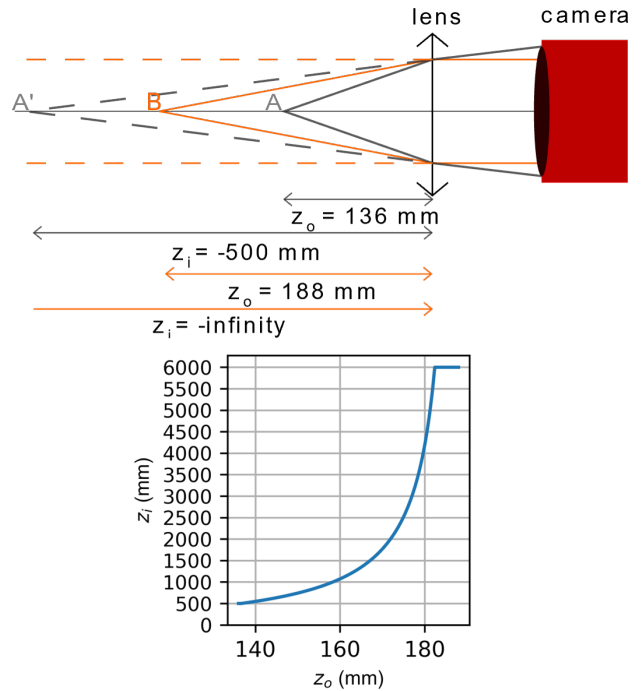 lens camera
A' B A
z_o = 136 mm
z_i = -500 mm
z_o = 188 mm
z_i = -infinity
6000
5500
5000
4500
4000
3500
3000
2500
2000
1500
1000
500
0
z_i (mm)
140 160 180
z_o (mm)